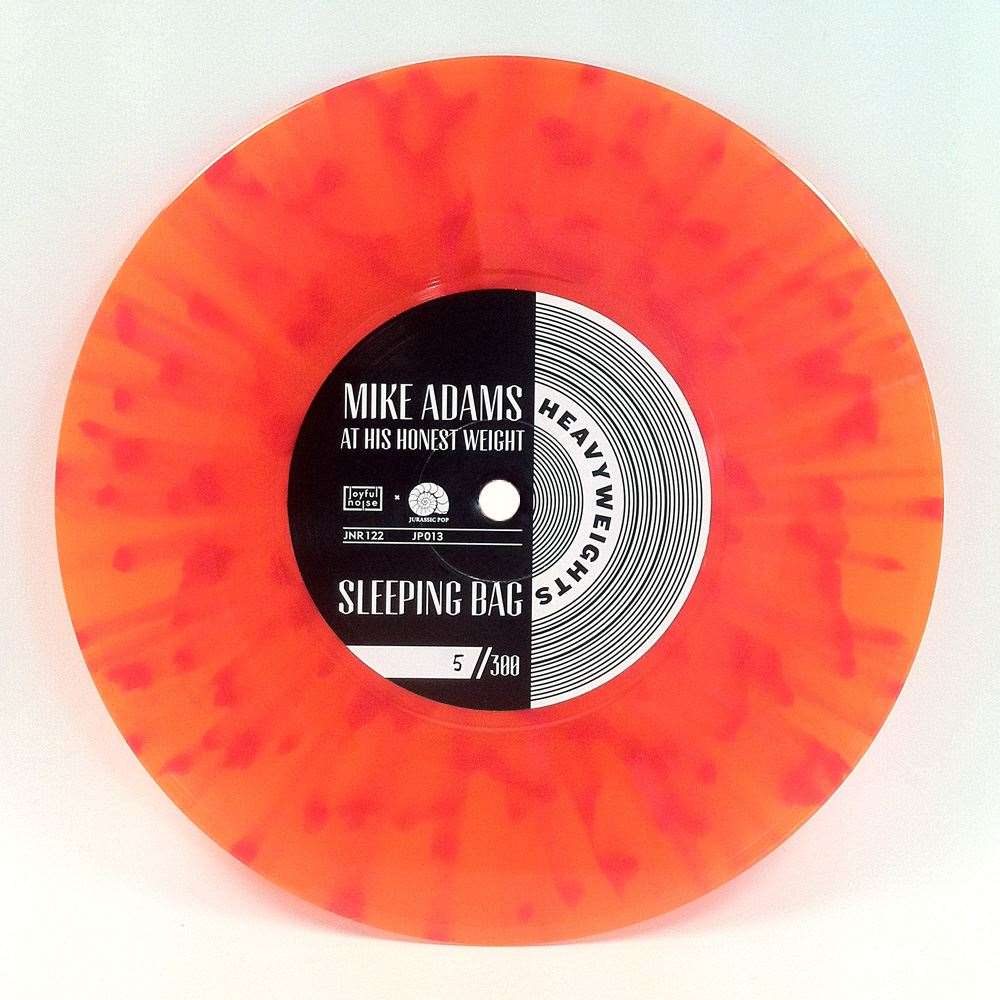 MIKE ADAMS
AT HIS HONEST WEIGHT
joyful noise
×
JURASSIC POP
JNR122 JP013
SLEEPING BAG
5//300
HEAVYWEIGHTS